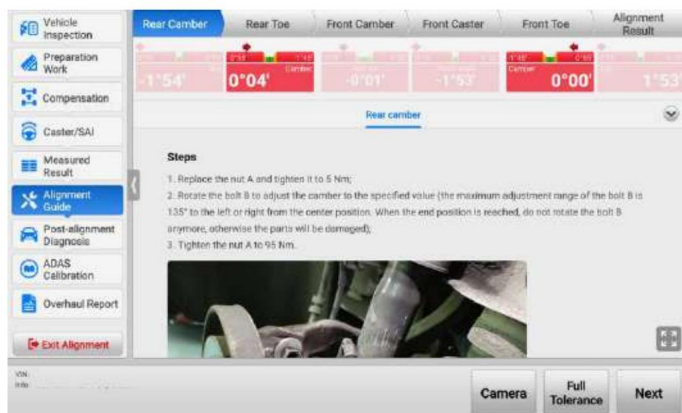 Vehicle
Inspection
Preparation
Work
Compensation
Caster/SAI
Measured
Result
Alignment
Guide
Post-alignment
Diagnosis
ADAS
Calibration
Overhaul Report
Exit Alignment
Rear Camber
Rear Toe
Front Camber
Front Caster
Front Toe
Alignment
Result
-1°54'
Camber
0°04'
-0°01'
-1°53'
Camber
0°00'
1°53
Rear camber
Steps
1. Replace the nut A and tighten it to 5 Nm;
2. Rotate the bolt B to adjust the camber to the specified value (the maximum adjustment range of the bolt B is
135° to the left or right from the center position. When the end position is reached, do not rotate the bolt B
anymore, otherwise the parts will be damaged);
3. Tighten the nut A to 95 Nm.
VIN:
Info:
Camera
Full
Tolerance
Next